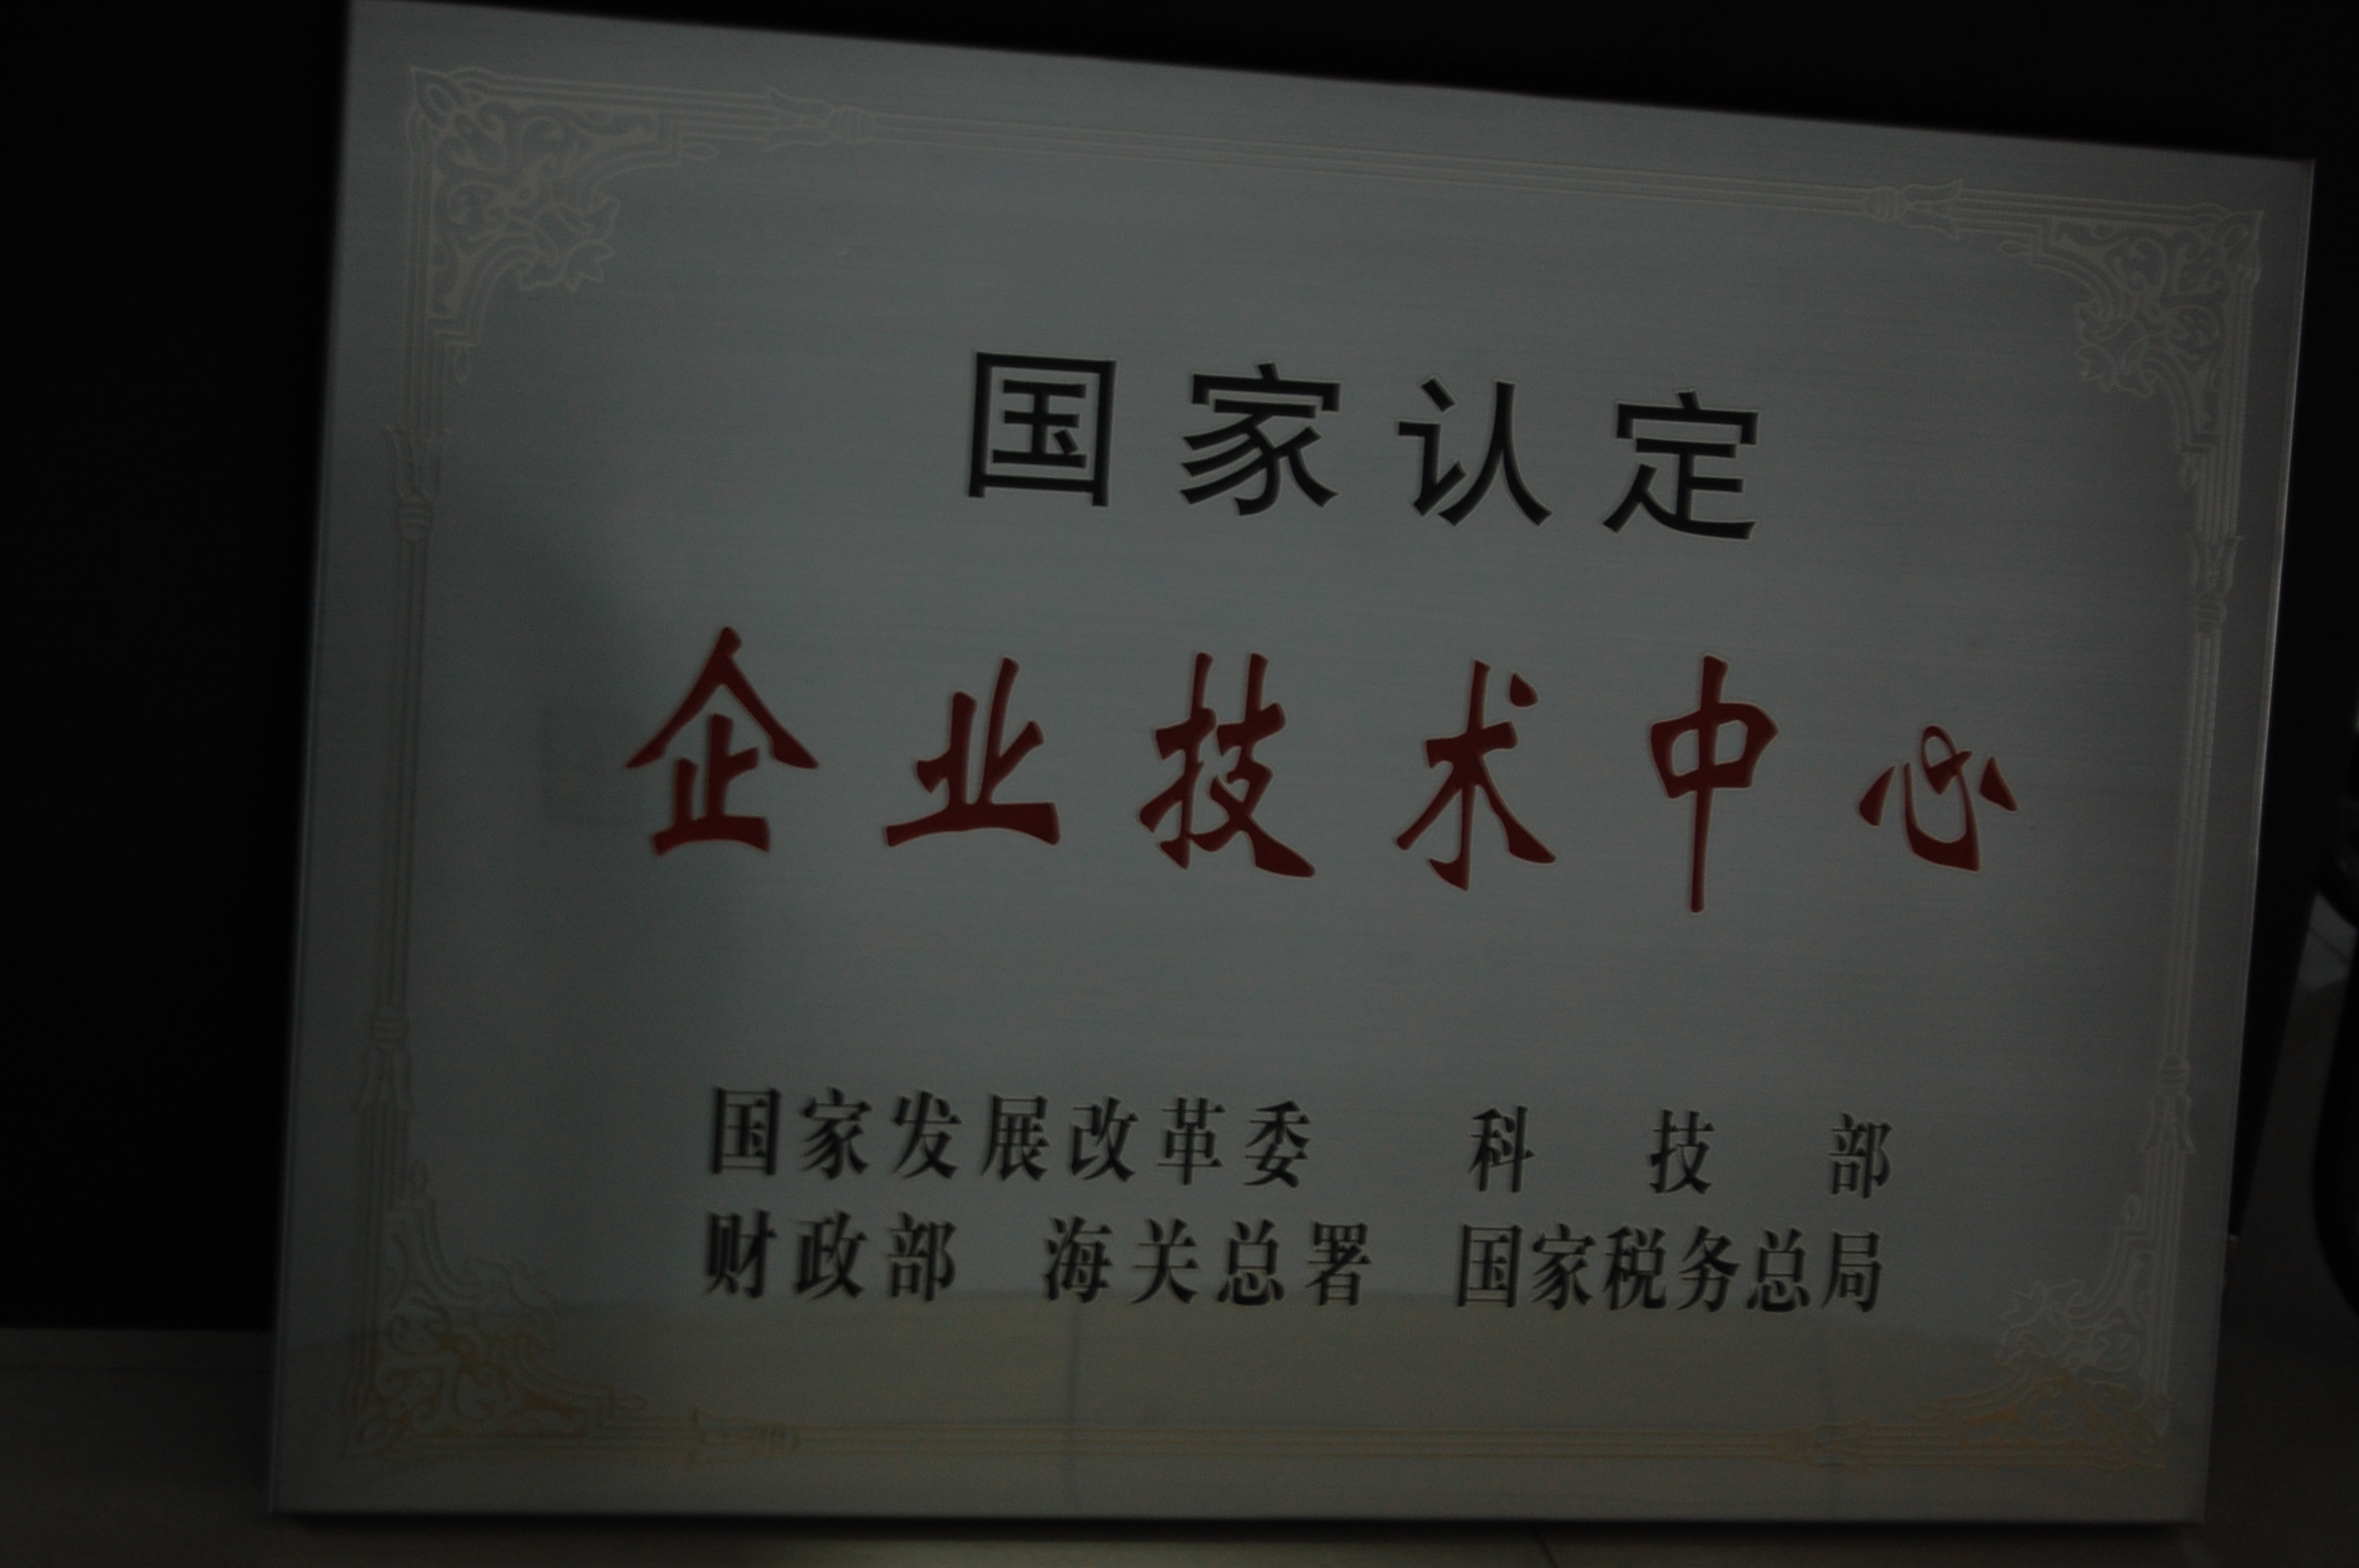 国家认定
企业技术中心
国家发展改革委 科技部
财政部 海关总署 国家税务总局